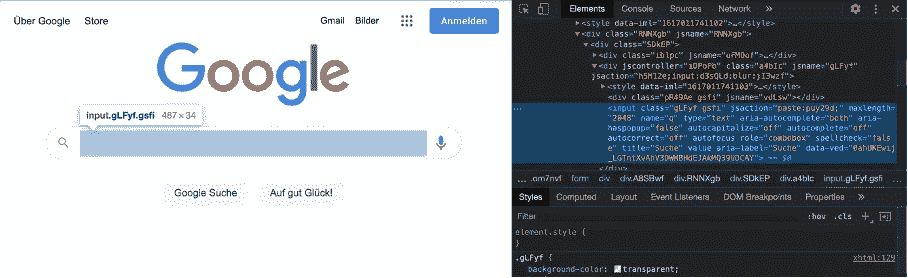 Über Google Store Gmail Bilder Anmelden
Google
input.gLFyf.gsfi 487 × 34
Google Suche Auf gut Glück!
Elements Console Sources Network »
<style data-iml="1617011741102">…</style>
<div class="RNNXgb" jsname="RNNXgb">
<div class="SDkEP">
<div class="iblpc" jsname="uFMOof">…</div>
<div jscontroller="iDPoPb" class="a4bIc" jsname="gLFyf"
jsaction="h5M12e;input:d3sQLd;blur:jI3wzf">
<style data-iml="1617011741103">…</style>
<div class="pR49Ae gsfi" jsname="vdLsw"></div>
<input class="gLFyf gsfi" jsaction="paste:puy29d;" maxlength=
"2048" name="q" type="text" aria-autocomplete="both" aria-
haspopup="false" autocapitalize="off" autocomplete="off"
autocorrect="off" autofocus role="combobox" spellcheck="fals
e" title="Suche" value aria-label="Suche" data-ved=
== $0
</div>
… .om7nvf form div div.A8SBwf div.RNNXgb div.SDkEP div.a4bIc input.gLFyf.gsfi
Styles Computed Layout Event Listeners DOM Breakpoints Properties »
Filter :hov .cls +
element.style {
}
.gLFyf { xhtml:129
background-color: transparent;